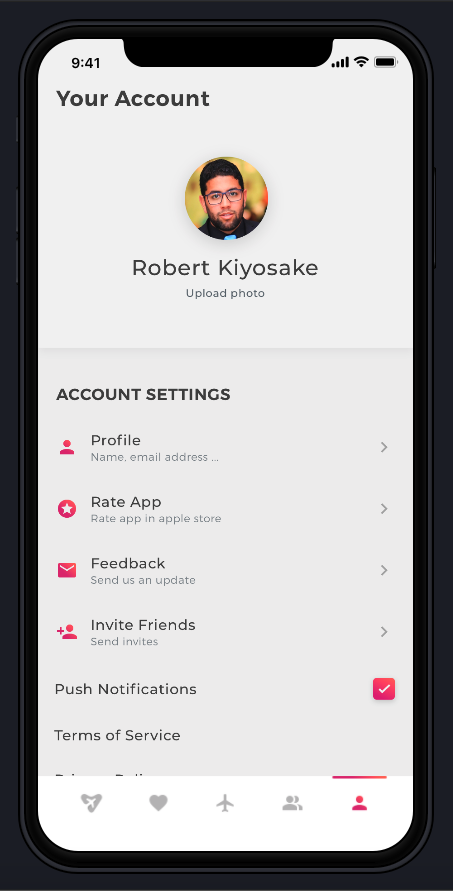 9:41
Your Account
Robert Kiyosake
Upload photo
ACCOUNT SETTINGS
Profile
Name, email address ...
Rate App
Rate app in apple store
Feedback
Send us an update
Invite Friends
Send invites
Push Notifications
Terms of Service